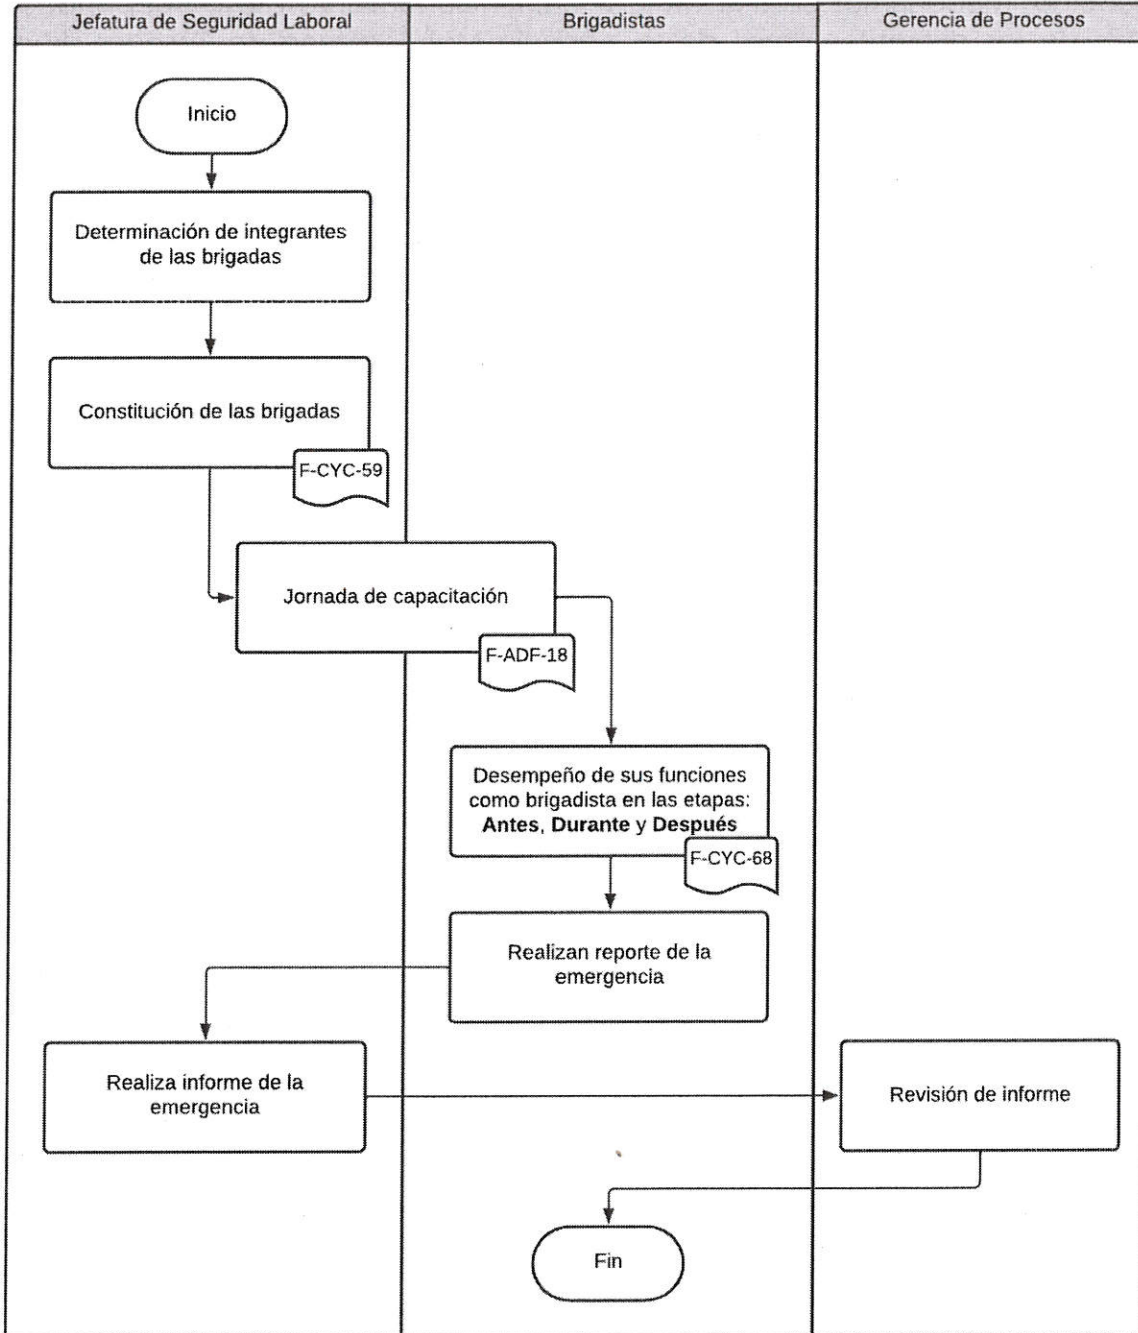 Jefatura de Seguridad Laboral
Brigadistas
Gerencia de Procesos
Inicio
Determinación de integrantes
de las brigadas
Constitución de las brigadas
F-CYC-59
Jornada de capacitación
F-ADF-18
Desempeño de sus funciones
como brigadista en las etapas:
Antes, Durante y Después
F-CYC-68
Realizan reporte de la
emergencia
Realiza informe de la
emergencia
Revisión de informe
Fin